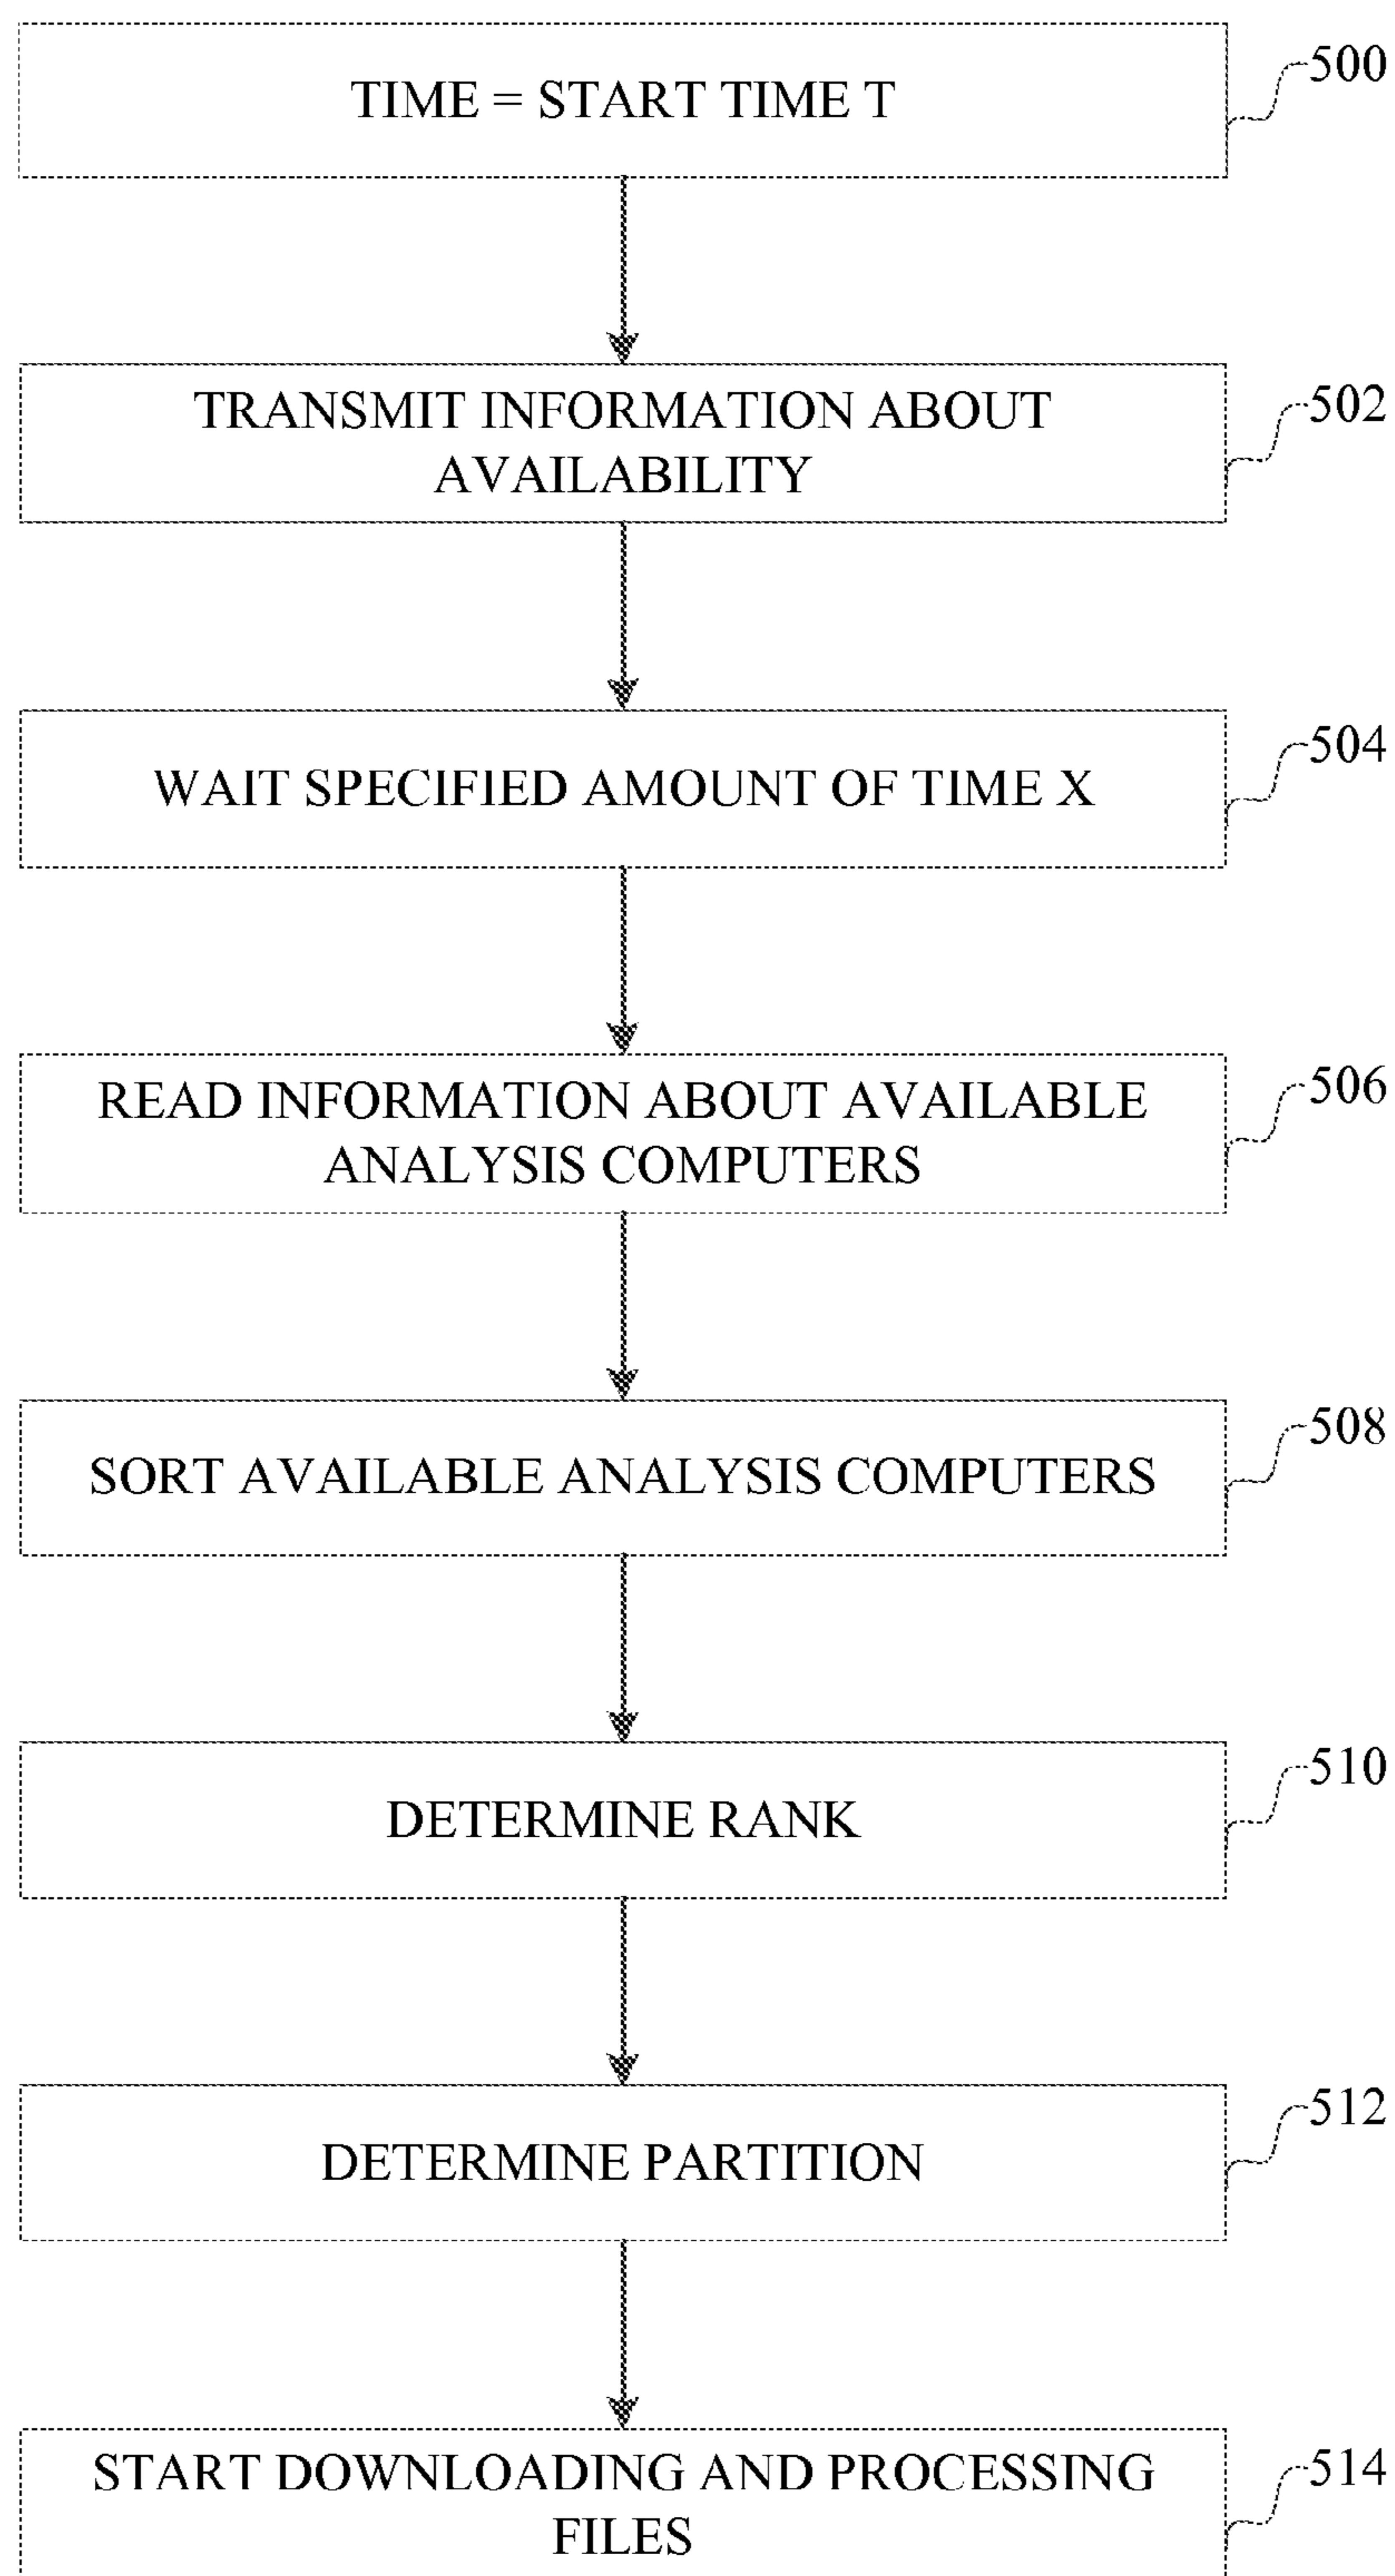 TIME = START TIME T
500
TRANSMIT INFORMATION ABOUT
AVAILABILITY
502
WAIT SPECIFIED AMOUNT OF TIME X
504
READ INFORMATION ABOUT AVAILABLE
ANALYSIS COMPUTERS
506
SORT AVAILABLE ANALYSIS COMPUTERS
508
DETERMINE RANK
510
DETERMINE PARTITION
512
START DOWNLOADING AND PROCESSING
FILES
514